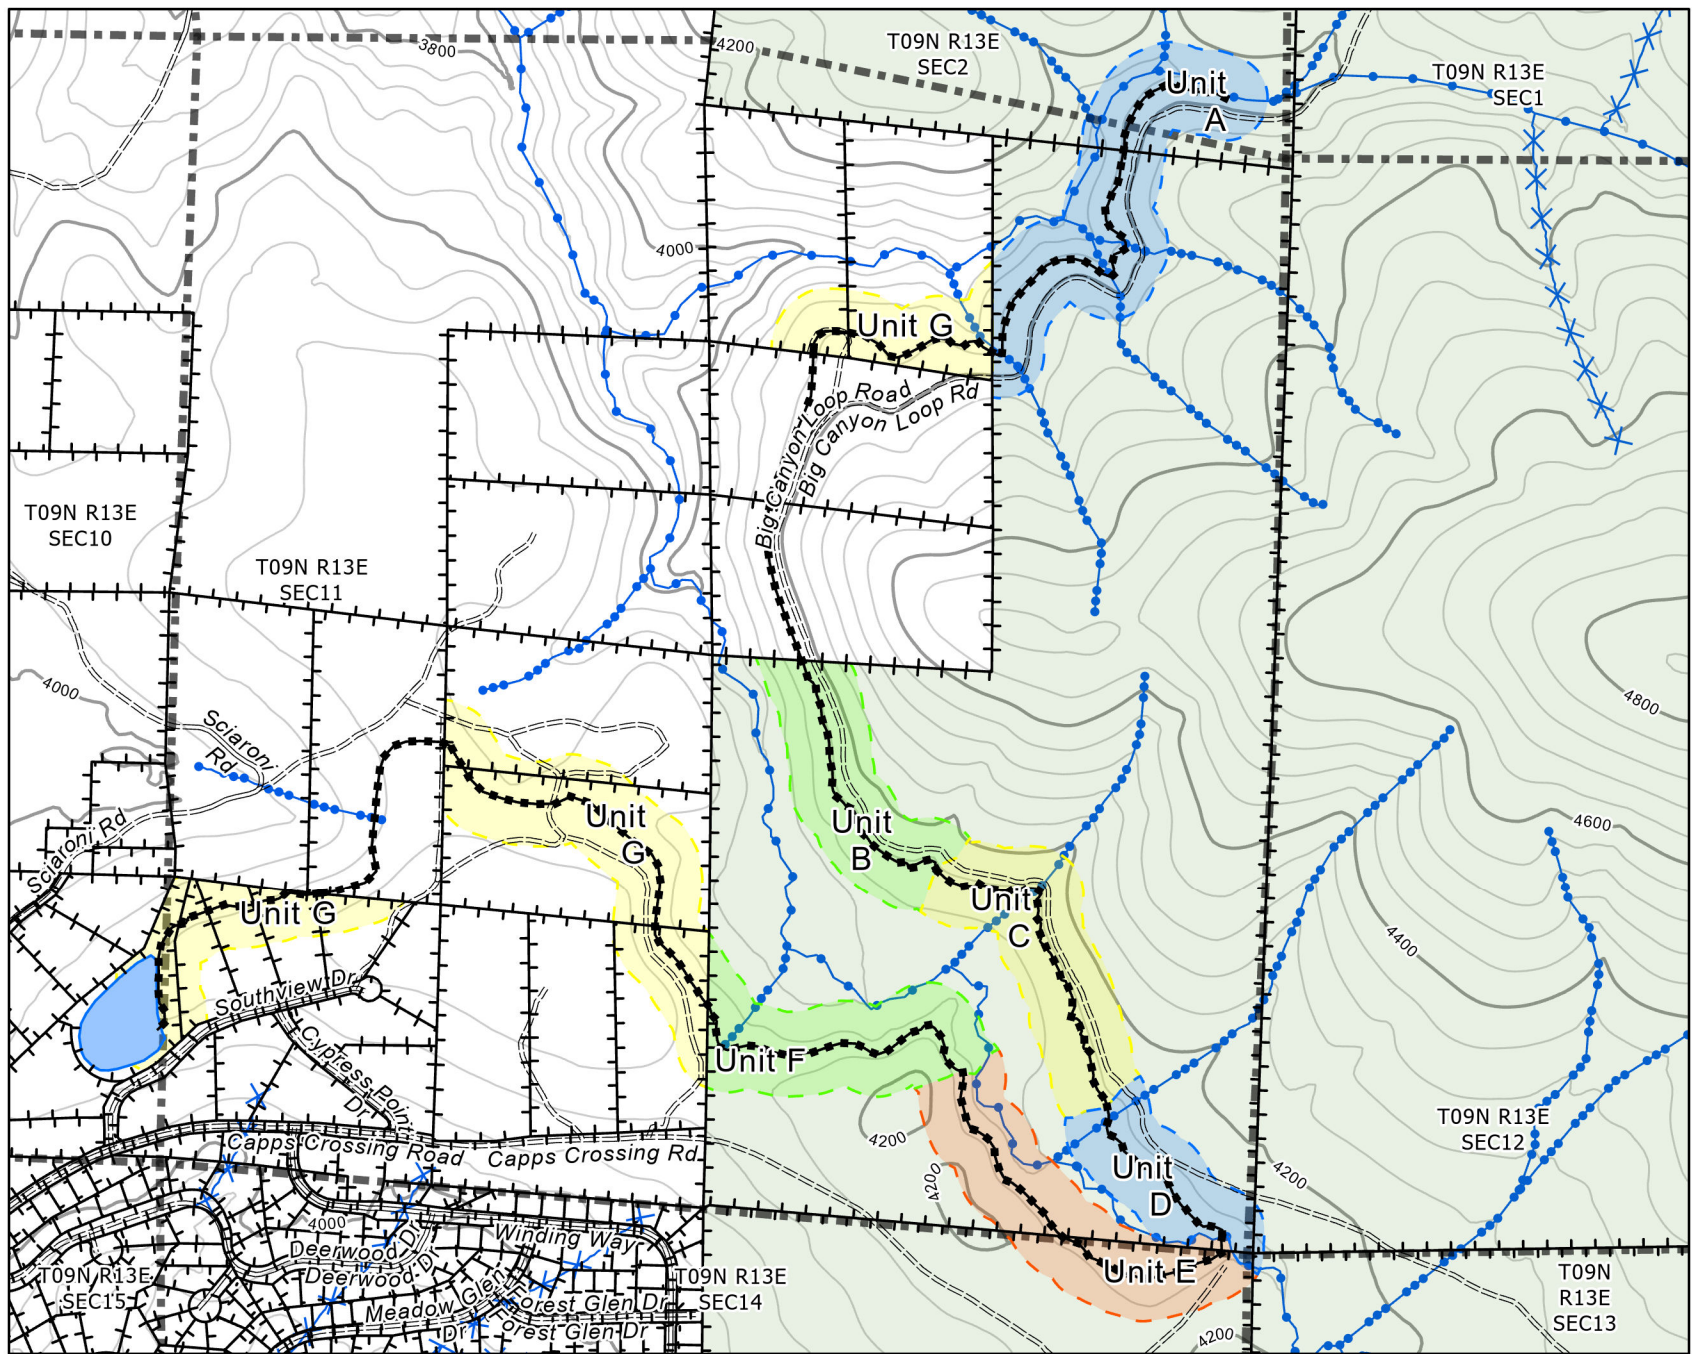 3800
4200
T09N R13E
SEC2
Unit
A
T09N R13E
SEC1
4000
Unit G
Big Canyon Loop Road
Big Canyon Loop Rd
T09N R13E
SEC10
T09N R13E
SEC11
4000
Sciaroni
Rd
4800
Sciaroni Rd
Unit
G
Unit
B
4600
Unit G
Unit
C
4400
Southview Dr
Cypress Point
Dr
Unit F
T09N R13E
SEC12
4200
Capps Crossing Road
Capps Crossing Rd
4200
Unit
D
4200
4000
Winding Way
Deerwood Dr
Deerwood D
T09N R13E
SEC15
Meadow Glen
Dr
Forest Glen Dr
Forest Glen Dr
T09N R13E
SEC14
Unit E
T09N
R13E
SEC13
4200